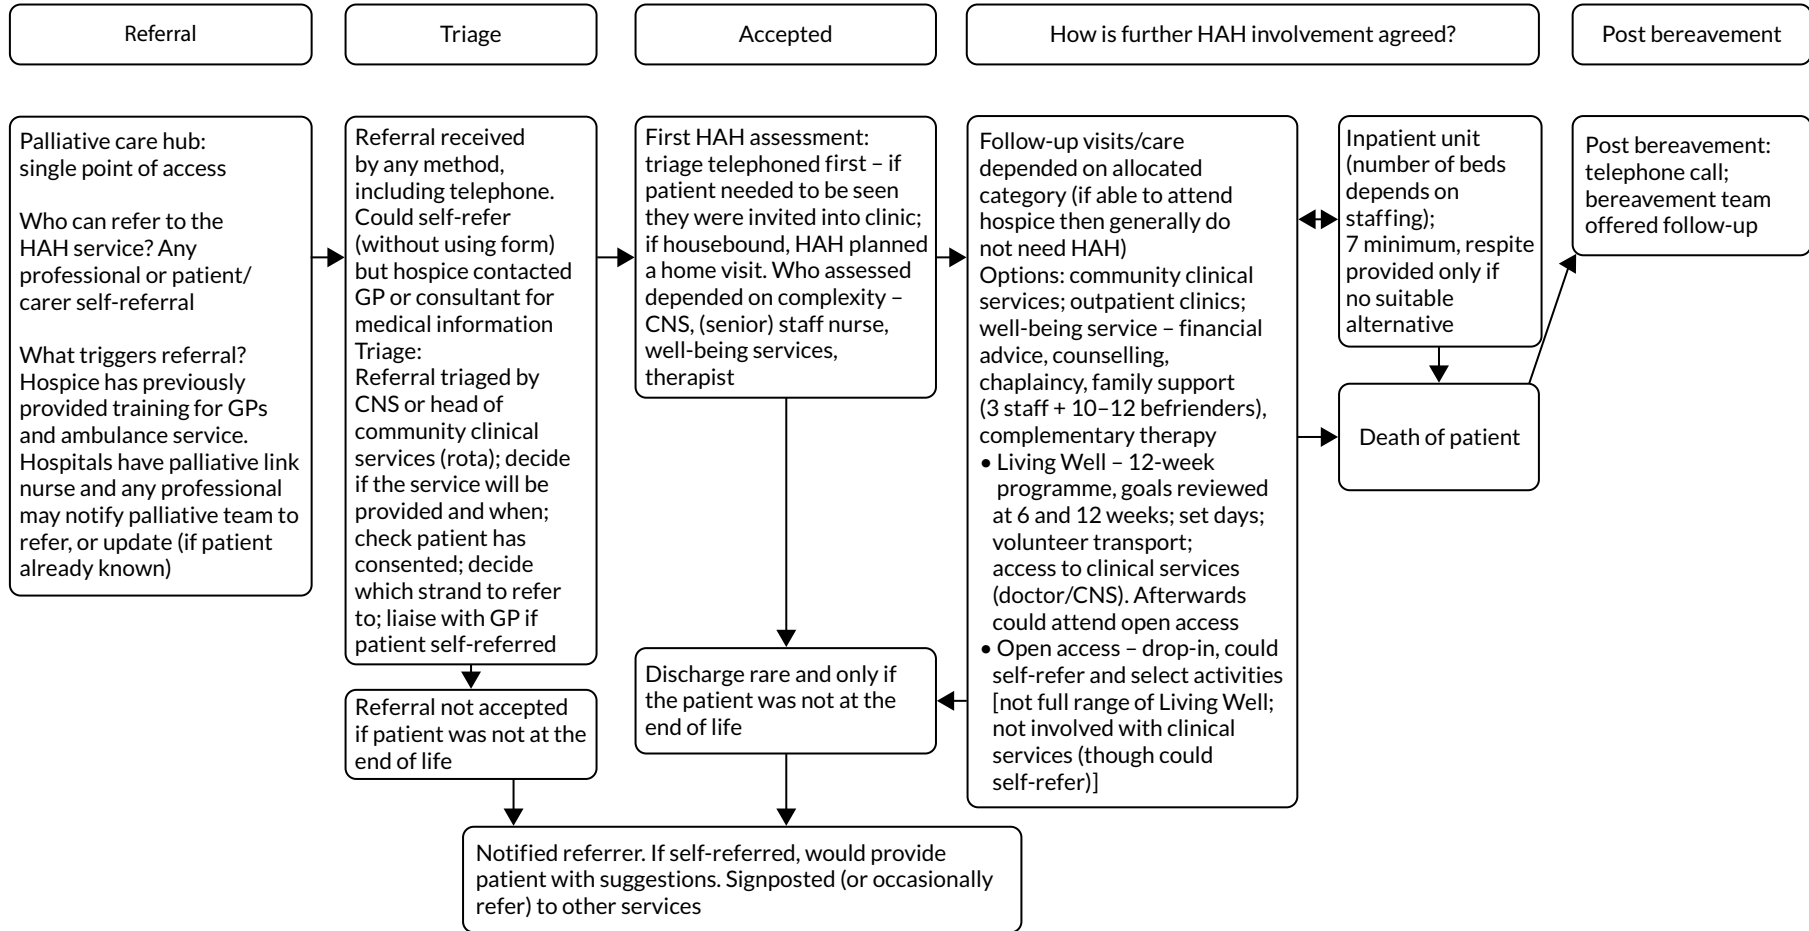 Referral
Triage
Accepted
How is further HAH involvement agreed?
Post bereavement
Palliative care hub:
single point of access
Who can refer to the
HAH service? Any
professional or patient/
carer self-referral
What triggers referral?
Hospice has previously
provided training for GPs
and ambulance service.
Hospitals have palliative link
nurse and any professional
may notify palliative team to
refer, or update (if patient
already known)
Referral received
by any method,
including telephone.
Could self-refer
(without using form)
but hospice contacted
GP or consultant for
medical information
Triage:
Referral triaged by
CNS or head of
community clinical
services (rota); decide
if the service will be
provided and when;
check patient has
consented; decide
which strand to refer
to; liaise with GP if
patient self-referred
Referral not accepted
if patient was not at the
end of life
First HAH assessment:
triage telephoned first – if
patient needed to be seen
they were invited into clinic;
if housebound, HAH planned
a home visit. Who assessed
depended on complexity –
CNS, (senior) staff nurse,
well-being services,
therapist
Discharge rare and only if
the patient was not at the
end of life
Notified referrer. If self-referred, would provide
patient with suggestions. Signposted (or occasionally
refer) to other services
Follow-up visits/care
depended on allocated
category (if able to attend
hospice then generally do
not need HAH)
Options: community clinical
services; outpatient clinics;
well-being service – financial
advice, counselling,
chaplaincy, family support
(3 staff + 10–12 befrienders),
complementary therapy
• Living Well – 12-week
programme, goals reviewed
at 6 and 12 weeks; set days;
volunteer transport;
access to clinical services
(doctor/CNS). Afterwards
could attend open access
• Open access – drop-in, could
self-refer and select activities
[not full range of Living Well;
not involved with clinical
services (though could
self-refer)]
Inpatient unit
(number of beds
depends on
staffing);
7 minimum, respite
provided only if
no suitable
alternative
Death of patient
Post bereavement:
telephone call;
bereavement team
offered follow-up